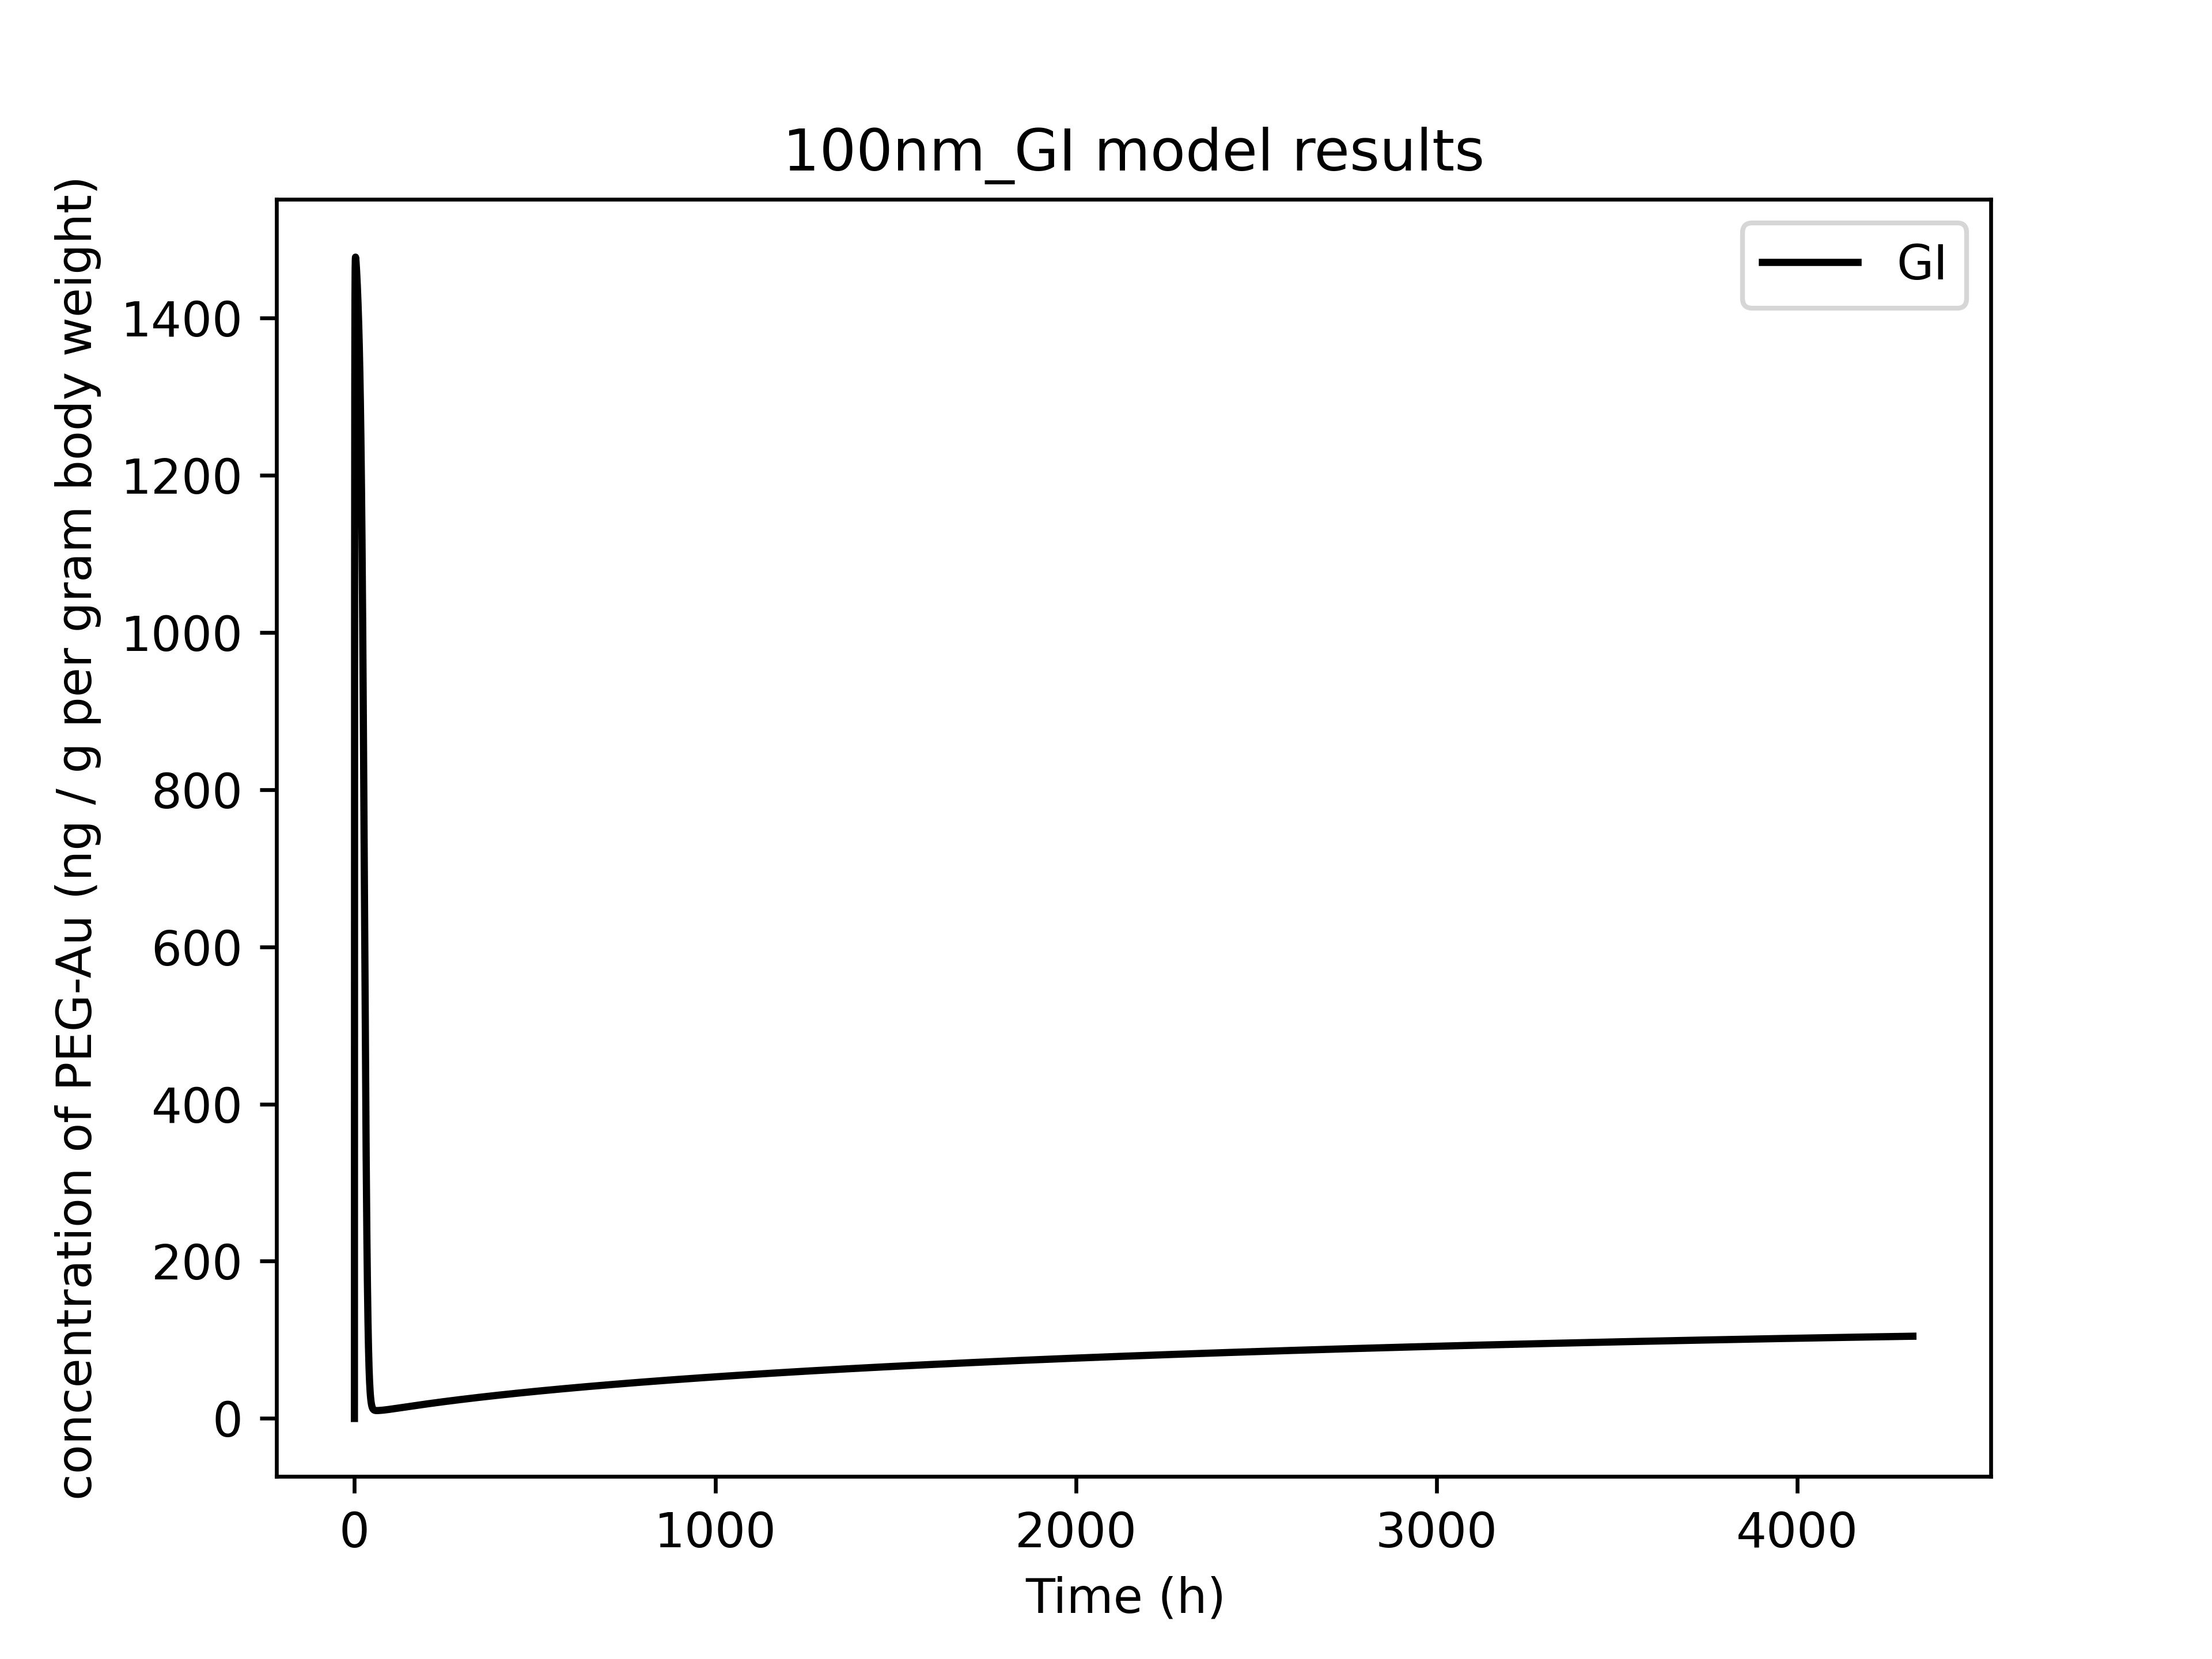 100nm_GI model results
GI
concentration of PEG-Au (ng / g per gram body weight)
1400
1200
1000
800
600
400
200
0
0 1000 2000 3000 4000
Time (h)